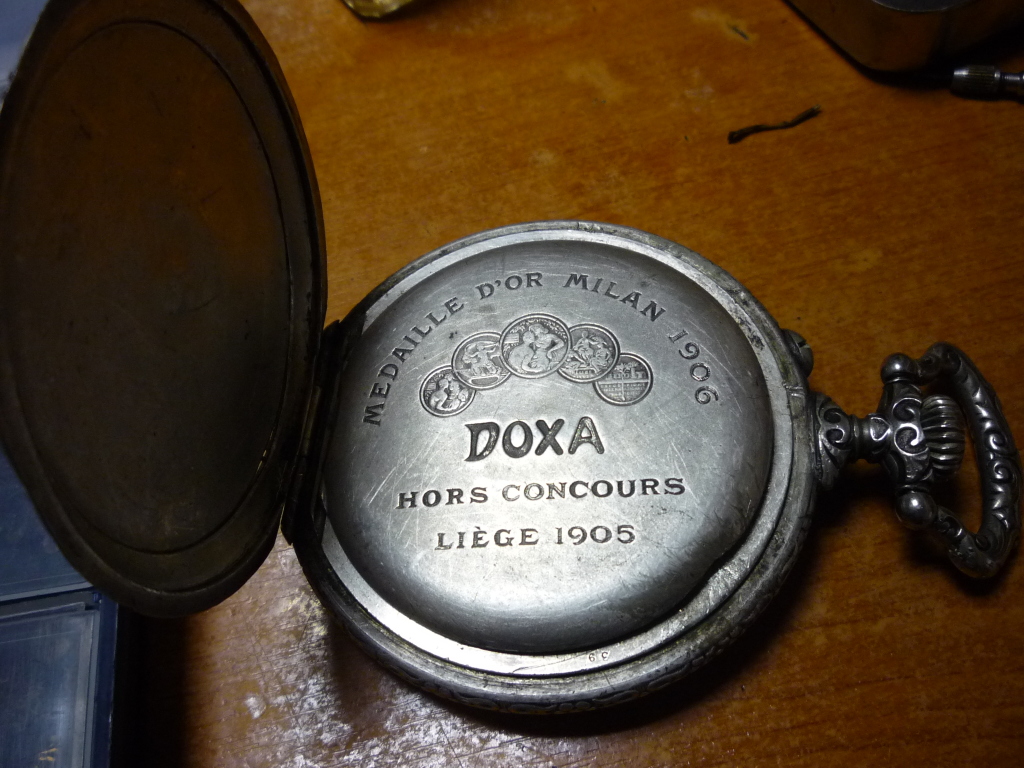 MEDAILLE D'OR MILAN 1906
DOXA
HORS CONCOURS
LIÈGE 1905